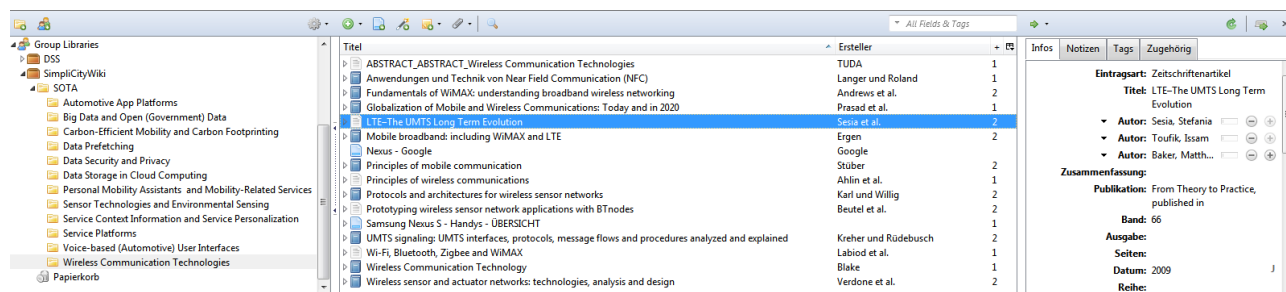 All Fields & Tags
Group Libraries
DSS
SimpliCityWiki
SOTA
Automotive App Platforms
Big Data and Open (Government) Data
Carbon-Efficient Mobility and Carbon Footprinting
Data Prefetching
Data Security and Privacy
Data Storage in Cloud Computing
Personal Mobility Assistants and Mobility-Related Services
Sensor Technologies and Environmental Sensing
Service Context Information and Service Personalization
Service Platforms
Voice-based (Automotive) User Interfaces
Wireless Communication Technologies
Papierkorb
Titel Ersteller
ABSTRACT_ABSTRACT_Wireless Communication Technologies TUDA 1
Anwendungen und Technik von Near Field Communication (NFC) Langer und Roland 1
Fundamentals of WiMAX: understanding broadband wireless networking Andrews et al. 2
Globalization of Mobile and Wireless Communications: Today and in 2020 Prasad et al. 1
LTE–The UMTS Long Term Evolution Sesia et al. 2
Mobile broadband: including WiMAX and LTE Ergen 2
Nexus - Google Google
Principles of mobile communication Stüber 2
Principles of wireless communications Ahlin et al. 1
Protocols and architectures for wireless sensor networks Karl und Willig 2
Prototyping wireless sensor network applications with BTnodes Beutel et al. 2
Samsung Nexus S - Handys - ÜBERSICHT 1
UMTS signaling: UMTS interfaces, protocols, message flows and procedures analyzed and explained Kreher und Rüdebusch 2
Wi-Fi, Bluetooth, Zigbee and WiMAX Labiod et al. 1
Wireless Communication Technology Blake 1
Wireless sensor and actuator networks: technologies, analysis and design Verdone et al. 2
Infos Notizen Tags Zugehörig
Eintragsart: Zeitschriftenartikel
Titel: LTE–The UMTS Long Term
Evolution
Autor: Sesia, Stefania
Autor: Toufik, Issam
Autor: Baker, Matth...
Zusammenfassung:
Publikation: From Theory to Practice,
published in
Band: 66
Ausgabe:
Seiten:
Datum: 2009 J
Reihe: